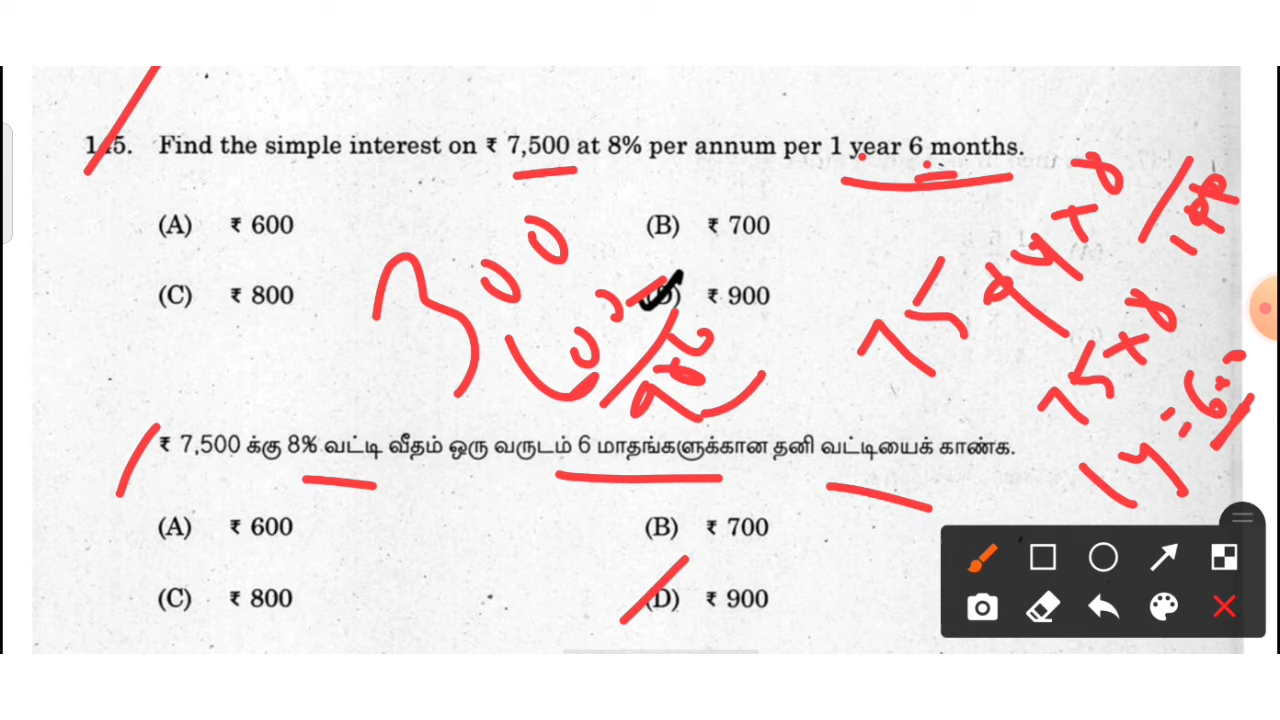 145. Find the simple interest on ₹ 7,500 at 8% per annum per 1 year 6 months.
(A) ₹ 600 (B) ₹ 700
(C) ₹ 800 (D) ₹ 900
₹ 7,500 க்கு 8% வட்டி வீதம் ஒரு வருடம் 6 மாதங்களுக்கான தனி வட்டியைக் காண்க.
(A) ₹ 600 (B) ₹ 700
(C) ₹ 800 (D) ₹ 900